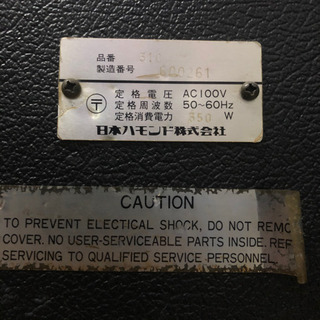 品番
製造番号
〒 定格電圧 AC100V
定格周波数 50~60Hz
定格消費電力 350 W
日本ハモンド株式会社
CAUTION
TO PREVENT ELECTICAL SHOCK, DO NOT REMO
COVER. NO USER-SERVICEABLE PARTS INSIDE. REF
SERVICING TO QUALIFIED SERVICE PERSONNEL.